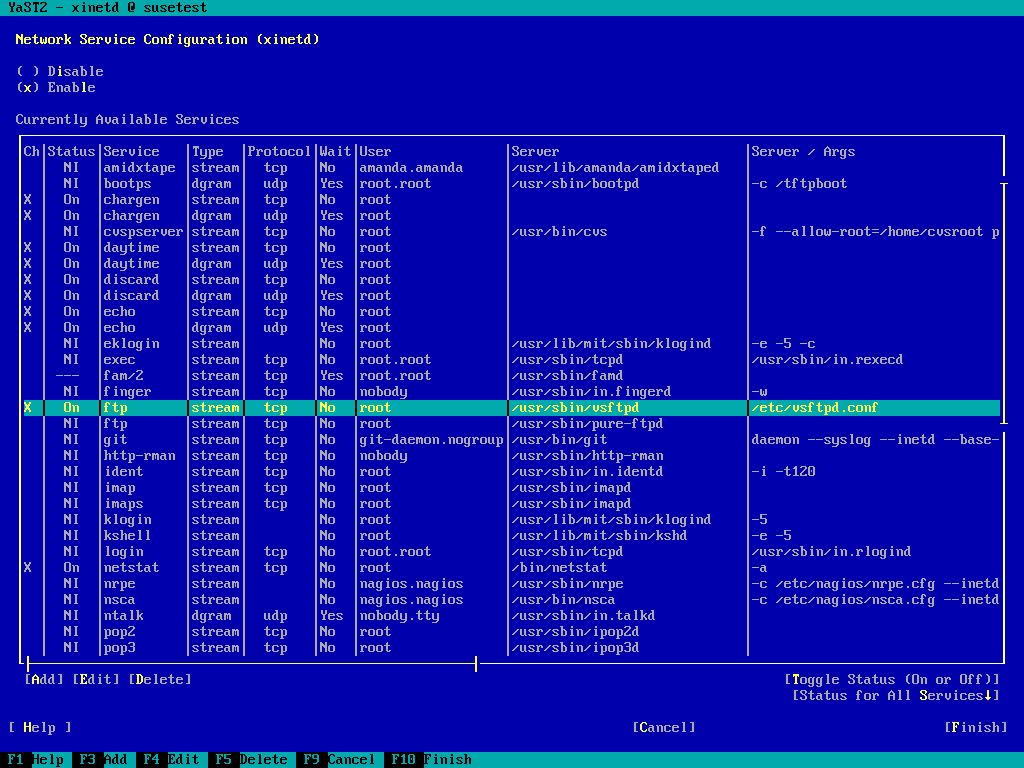 YaST2 - xinetd @ susetest
Network Service Configuration (xinetd)
( ) Disable
(x) Enable
Currently Available Services
Ch|Status|Service |Type |Protocol|Wait|User |Server |Server / Args
NI |amidxtape |stream| tcp |No |amanda.amanda |/usr/lib/amanda/amidxtaped |
NI |bootps |dgram | udp |Yes |root.root |/usr/sbin/bootpd |-c /tftpboot
X | On |chargen |stream| tcp |No |root | |
X | On |chargen |dgram | udp |Yes |root | |
NI |cvspserver|stream| tcp |No |root |/usr/bin/cvs |-f --allow-root=/home/cvsroot p
X | On |daytime |stream| tcp |No |root | |
X | On |daytime |dgram | udp |Yes |root | |
X | On |discard |stream| tcp |No |root | |
X | On |discard |dgram | udp |Yes |root | |
X | On |echo |stream| tcp |No |root | |
X | On |echo |dgram | udp |Yes |root | |
NI |eklogin |stream| |No |root |/usr/lib/mit/sbin/klogind |-e -5 -c
NI |exec |stream| tcp |No |root.root |/usr/sbin/tcpd |/usr/sbin/in.rexecd
--- |fam/2 |stream| tcp |Yes |root.root |/usr/sbin/famd |
NI |finger |stream| tcp |No |nobody |/usr/sbin/in.fingerd |-w
X | On |ftp |stream| tcp |No |root |/usr/sbin/vsftpd |/etc/vsftpd.conf
NI |ftp |stream| tcp |No |root |/usr/sbin/pure-ftpd |
NI |git |stream| tcp |No |git-daemon.nogroup|/usr/bin/git |daemon --syslog --inetd --base-
NI |http-rman |stream| tcp |No |nobody |/usr/sbin/http-rman |
NI |ident |stream| tcp |No |root |/usr/sbin/in.identd |-i -t120
NI |imap |stream| tcp |No |root |/usr/sbin/imapd |
NI |imaps |stream| tcp |No |root |/usr/sbin/imapd |
NI |klogin |stream| |No |root |/usr/lib/mit/sbin/klogind |-5
NI |kshell |stream| |No |root |/usr/lib/mit/sbin/kshd |-e -5
NI |login |stream| tcp |No |root.root |/usr/sbin/tcpd |/usr/sbin/in.rlogind
X | On |netstat |stream| tcp |No |root |/bin/netstat |-a
NI |nrpe |stream| tcp |No |nagios.nagios |/usr/sbin/nrpe |-c /etc/nagios/nrpe.cfg --inetd
NI |nsca |stream| tcp |No |nagios.nagios |/usr/bin/nsca |-c /etc/nagios/nsca.cfg --inetd
NI |ntalk |dgram | udp |Yes |nobody.tty |/usr/sbin/in.talkd |
NI |pop2 |stream| tcp |No |root |/usr/sbin/ipop2d |
NI |pop3 |stream| tcp |No |root |/usr/sbin/ipop3d |
[Add] [Edit] [Delete] [Toggle Status (On or Off)]
[Status for All Services↓]
[ Help ] [Cancel] [Finish]
F1 Help F3 Add F4 Edit F5 Delete F9 Cancel F10 Finish